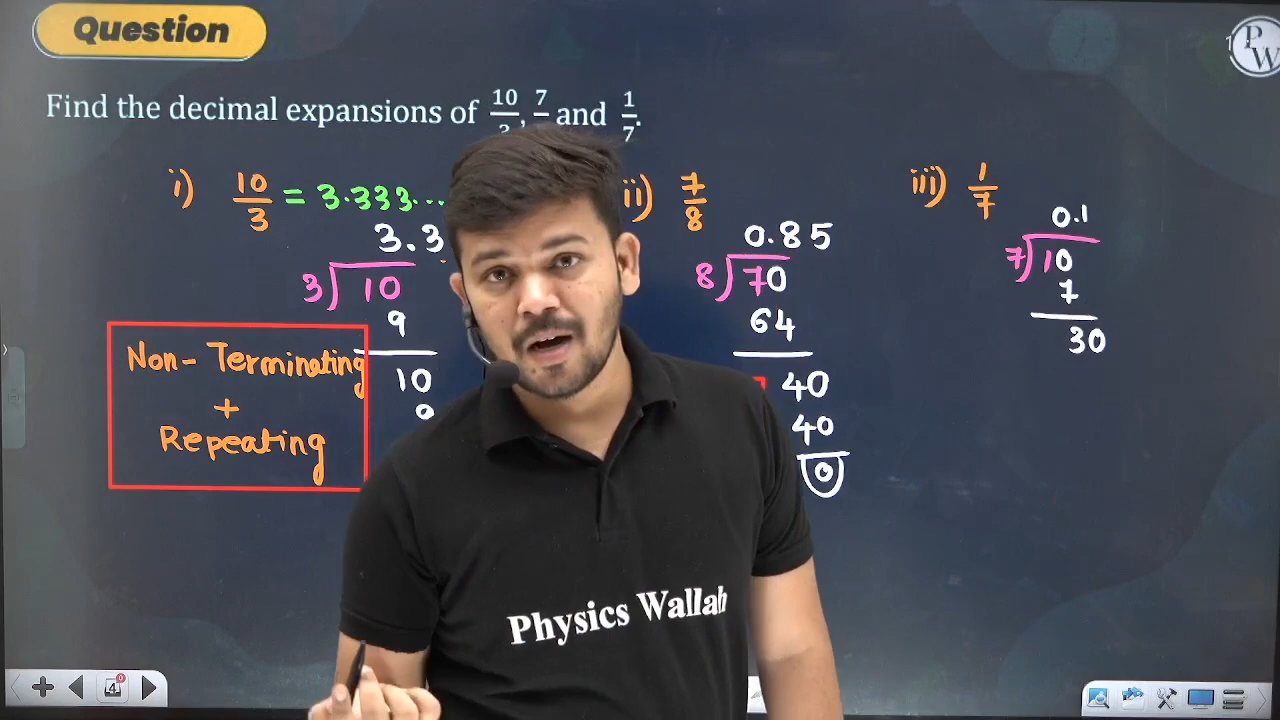 Question
PW
Find the decimal expansions of 10/3, 7/ and 1/7.
i) 10/3 = 3.333...
3.3
3)10
9
10
Non-Terminating
+
Repeating
ii) 7/8
0.85
8)70
64
40
40
0
iii) 1/7
0.1
7)10
7
30
Physics Wallah
4